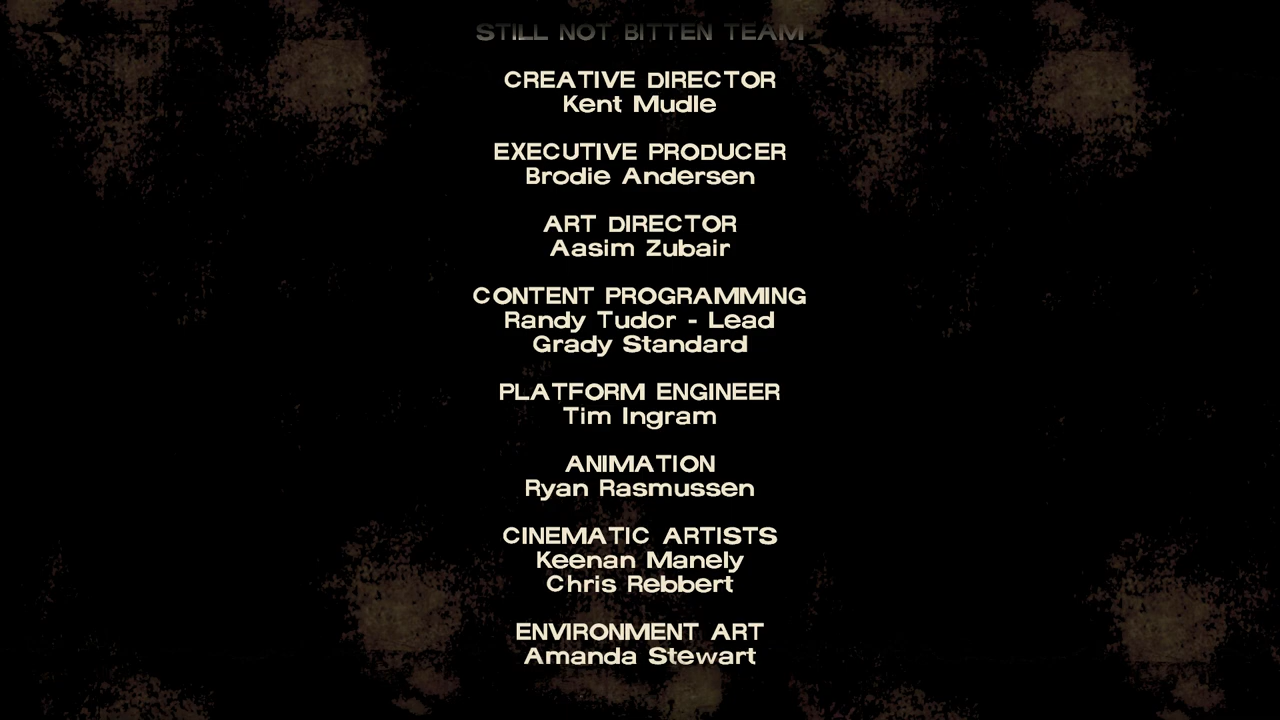 STILL NOT BITTEN TEAM
CREATIVE DIRECTOR
Kent Mudle
EXECUTIVE PRODUCER
Brodie Andersen
ART DIRECTOR
Aasim Zubair
CONTENT PROGRAMMING
Randy Tudor - Lead
Grady Standard
PLATFORM ENGINEER
Tim Ingram
ANIMATION
Ryan Rasmussen
CINEMATIC ARTISTS
Keenan Manely
Chris Rebbert
ENVIRONMENT ART
Amanda Stewart